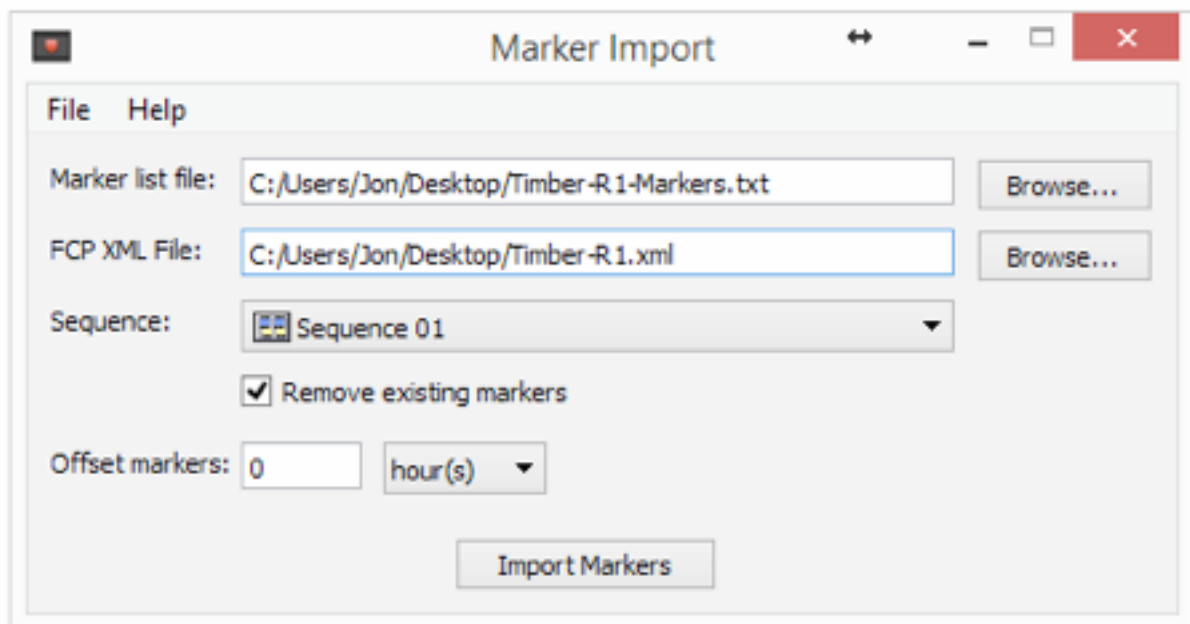 Marker Import
File Help
Marker list file: C:/Users/Jon/Desktop/Timber-R1-Markers.txt Browse...
FCP XML File: C:/Users/Jon/Desktop/Timber-R1.xml Browse...
Sequence: Sequence 01
Remove existing markers
Offset markers: 0 hour(s)
Import Markers